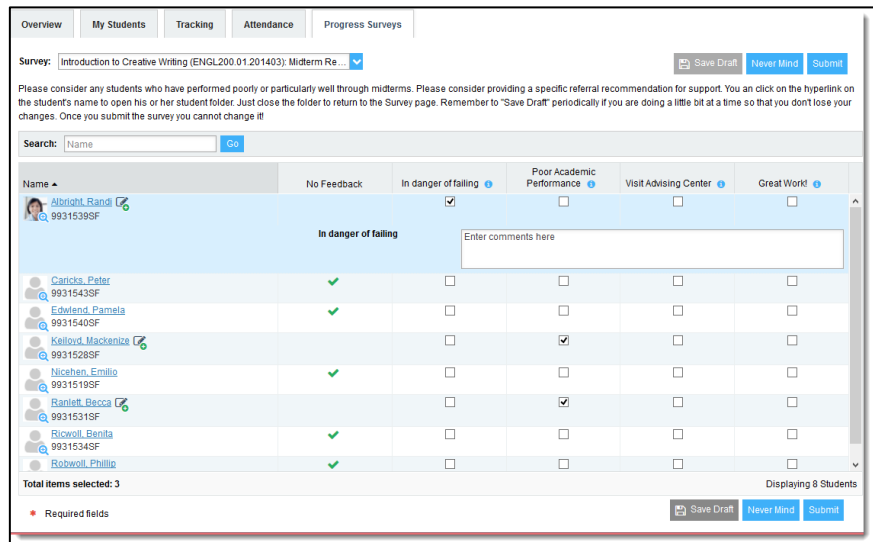 Overview My Students Tracking Attendance Progress Surveys
Survey: Introduction to Creative Writing (ENGL200.01.201403): Midterm Re... Save Draft Never Mind Submit
Please consider any students who have performed poorly or particularly well through midterms. Please consider providing a specific referral recommendation for support. You an click on the hyperlink on
the student's name to open his or her student folder. Just close the folder to return to the Survey page. Remember to "Save Draft" periodically if you are doing a little bit at a time so that you don't lose your
changes. Once you submit the survey you cannot change it!
Search: Name Go
Name No Feedback In danger of failing Poor Academic Performance Visit Advising Center Great Work!
Albright, Randi
9931539SF
In danger of failing Enter comments here
Caricks, Peter
9931543SF
Edwlend, Pamela
9931540SF
Keiloyd, Mackenize
9931528SF
Nicehen, Emilio
9931519SF
Ranlett, Becca
9931531SF
Ricwoll, Benita
9931534SF
Robwoll, Phillip
Total items selected: 3 Displaying 8 Students
* Required fields Save Draft Never Mind Submit